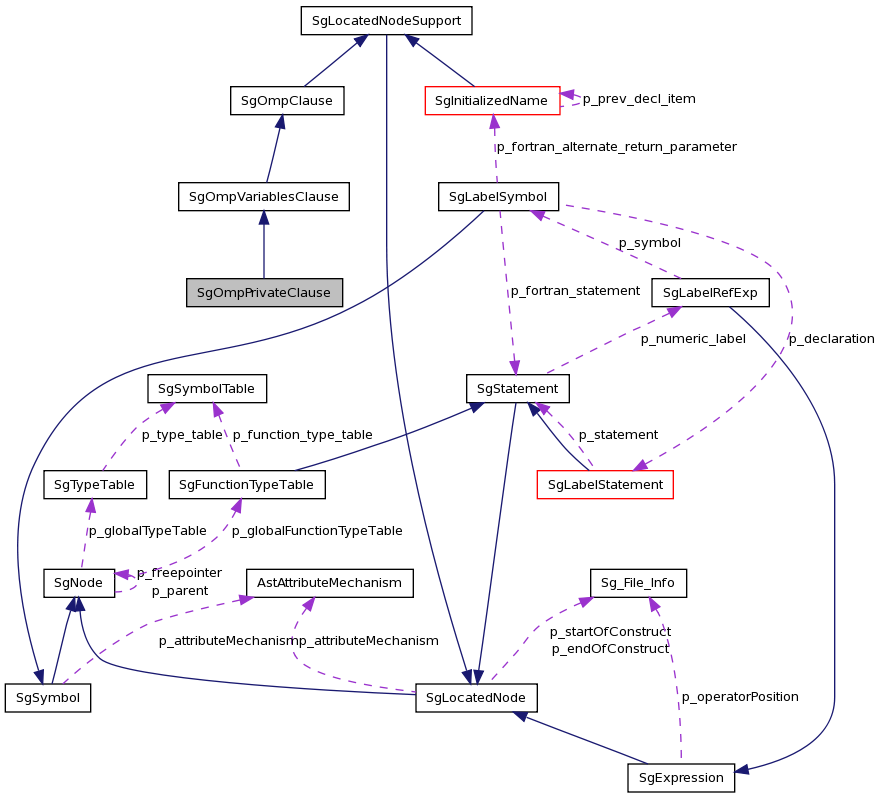 SgLocatedNodeSupport
SgOmpClause
SgInitializedName
p_prev_decl_item
p_fortran_alternate_return_parameter
SgOmpVariablesClause
SgLabelSymbol
p_symbol
SgOmpPrivateClause
p_fortran_statement
SgLabelRefExp
p_numeric_label
p_declaration
SgSymbolTable
SgStatement
p_type_table
p_function_type_table
p_statement
SgTypeTable
SgFunctionTypeTable
SgLabelStatement
p_globalTypeTable
p_globalFunctionTypeTable
SgNode
p_freepointer
p_parent
AstAttributeMechanism
Sg_File_Info
p_attributeMechanism
p_attributeMechanism
p_startOfConstruct
p_endOfConstruct
SgSymbol
SgLocatedNode
p_operatorPosition
SgExpression